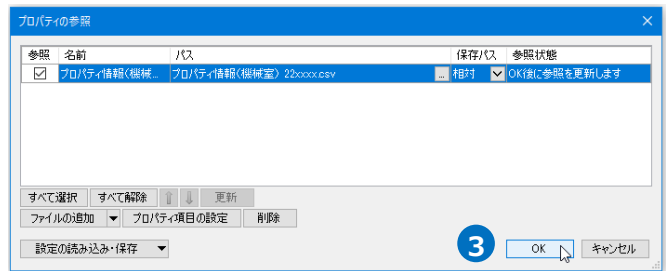 プロパティの参照
参照 名前 パス 保存パス 参照状態
プロパティ情報(機械... プロパティ情報(機械室) 22xxxx.csv ... 相対 OK後に参照を更新します
すべて選択 すべて解除 更新
ファイルの追加 プロパティ項目の設定 削除
設定の読み込み・保存 3 OK キャンセル